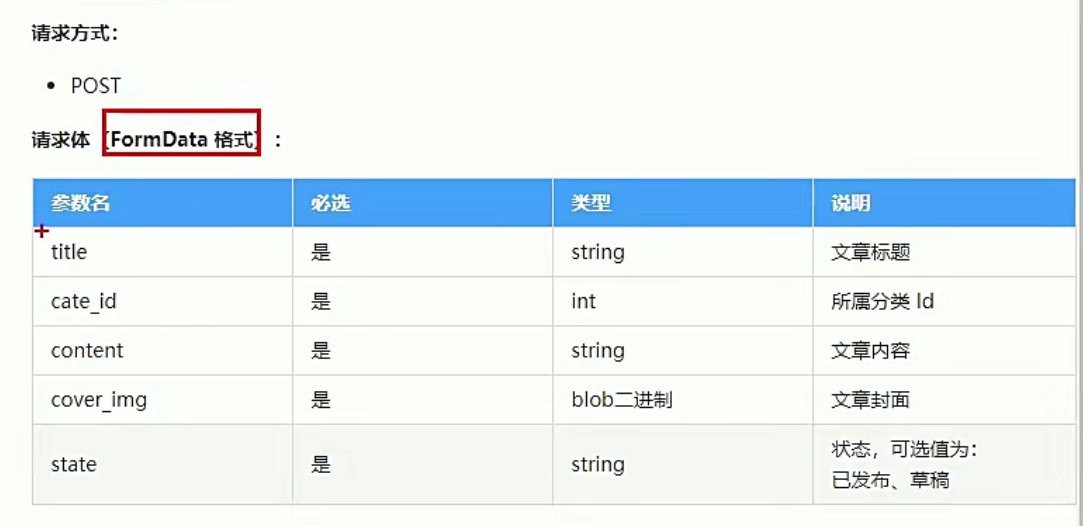 请求方式：
• POST
请求体（FormData 格式）：
参数名 必选 类型 说明
title 是 string 文章标题
cate_id 是 int 所属分类 Id
content 是 string 文章内容
cover_img 是 blob二进制 文章封面
state 是 string 状态，可选值为：
已发布、草稿